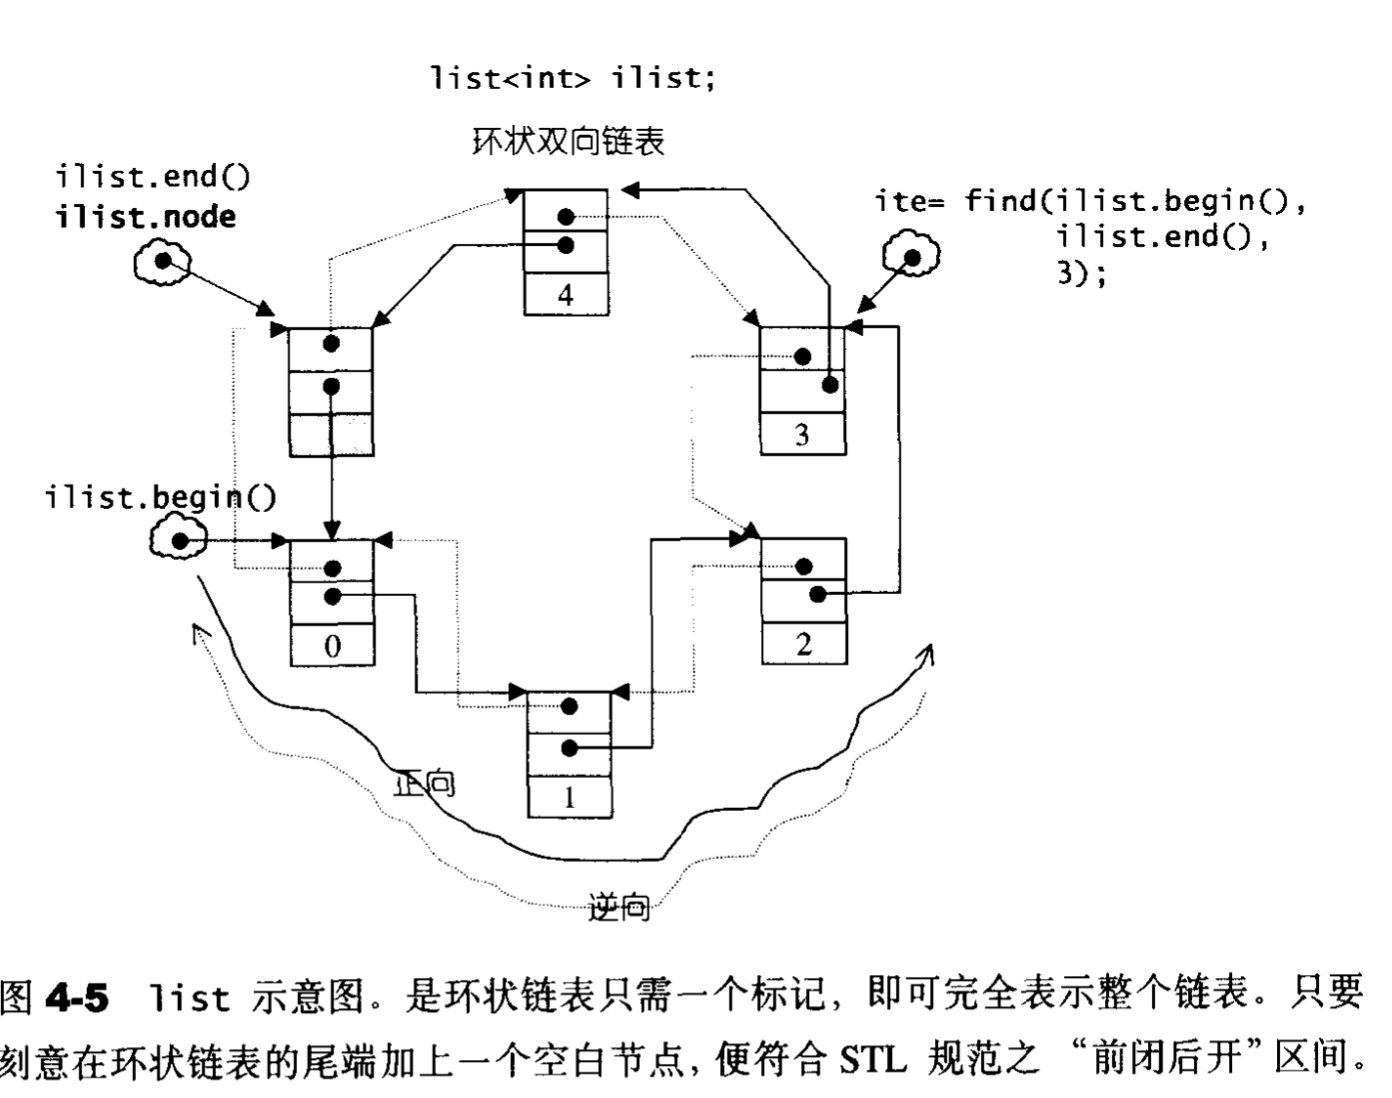 list<int> ilist;
环状双向链表
ilist.end()
ilist.node
ite= find(ilist.begin(),
ilist.end(),
3);
4
3
ilist.begin()
0
2
1
正向
逆向
图 4-5 list 示意图。是环状链表只需一个标记，即可完全表示整个链表。只要
刻意在环状链表的尾端加上一个空白节点，便符合 STL 规范之 “前闭后开”区间。